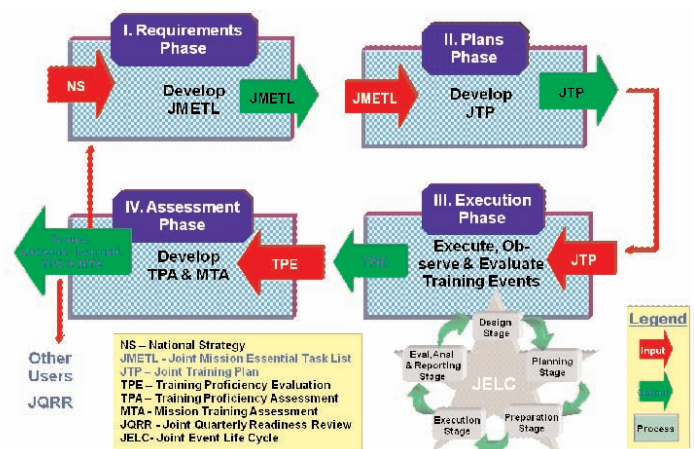 I. Requirements
Phase
NS
Develop
JMETL
JMETL
II. Plans
Phase
JMETL
Develop
JTP
JTP
IV. Assessment
Phase
Develop
TPA & MTA
TPE
III. Execution
Phase
TPE
Execute, Ob-
serve & Evaluate
Training Events
JTP
Other
Users
JQRR
NS – National Strategy
JMETL - Joint Mission Essential Task List
JTP – Joint Training Plan
TPE – Training Proficiency Evaluation
TPA – Training Proficiency Assessment
MTA - Mission Training Assessment
JQRR - Joint Quarterly Readiness Review
JELC- Joint Event Life Cycle
JELC
Design
Stage
Planning
Stage
Preparation
Stage
Execution
Stage
Eval, Anal
& Reporting
Stage
Legend
Input
Output
Process